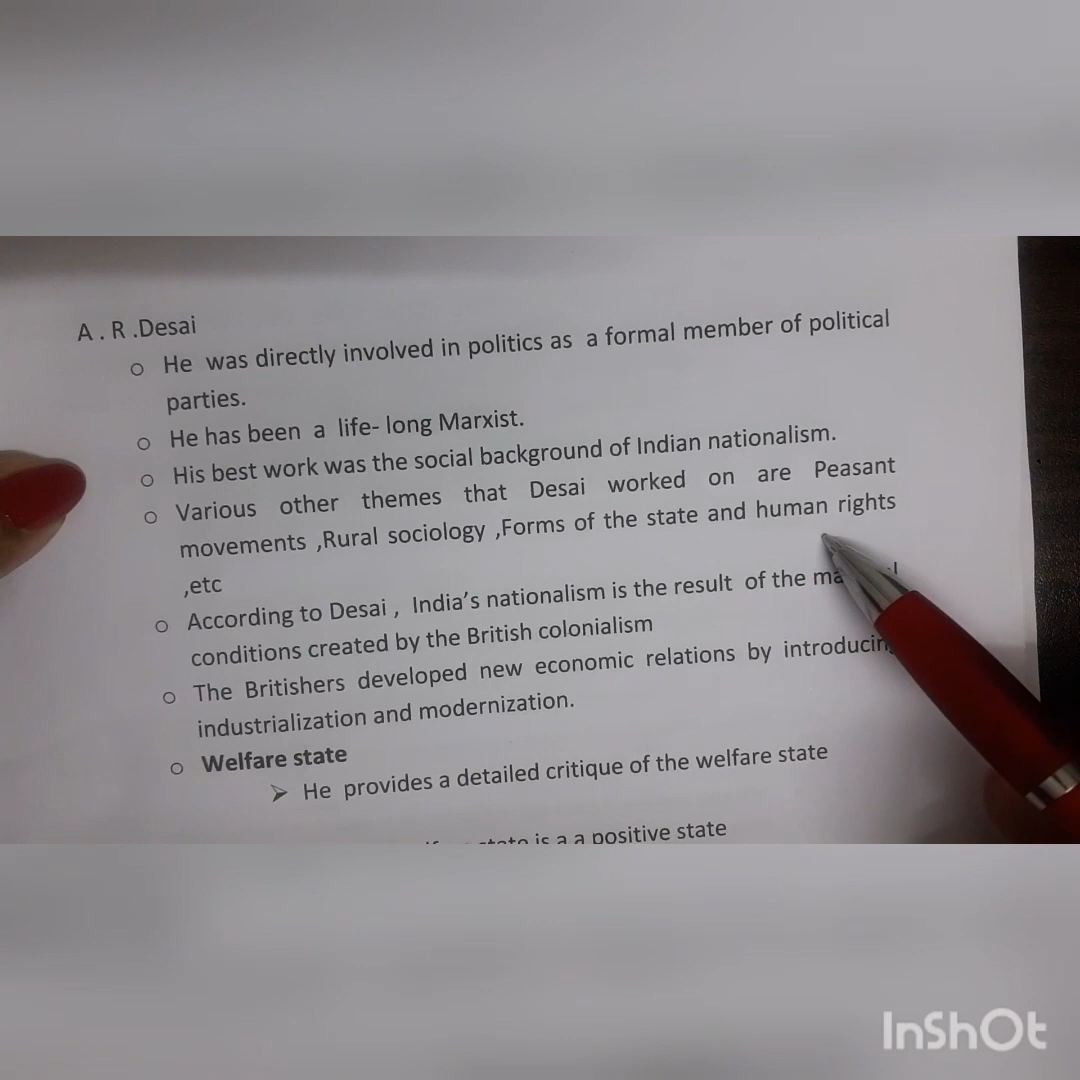 A . R .Desai
o He was directly involved in politics as a formal member of political
parties.
o He has been a life- long Marxist.
o His best work was the social background of Indian nationalism.
o Various other themes that Desai worked on are Peasant
movements ,Rural sociology ,Forms of the state and human rights
,etc
o According to Desai , India's nationalism is the result of the
conditions created by the British colonialism
o The Britishers developed new economic relations by introducing
industrialization and modernization.
o Welfare state
➢ He provides a detailed critique of the welfare state
state is a a positive state
InShOt